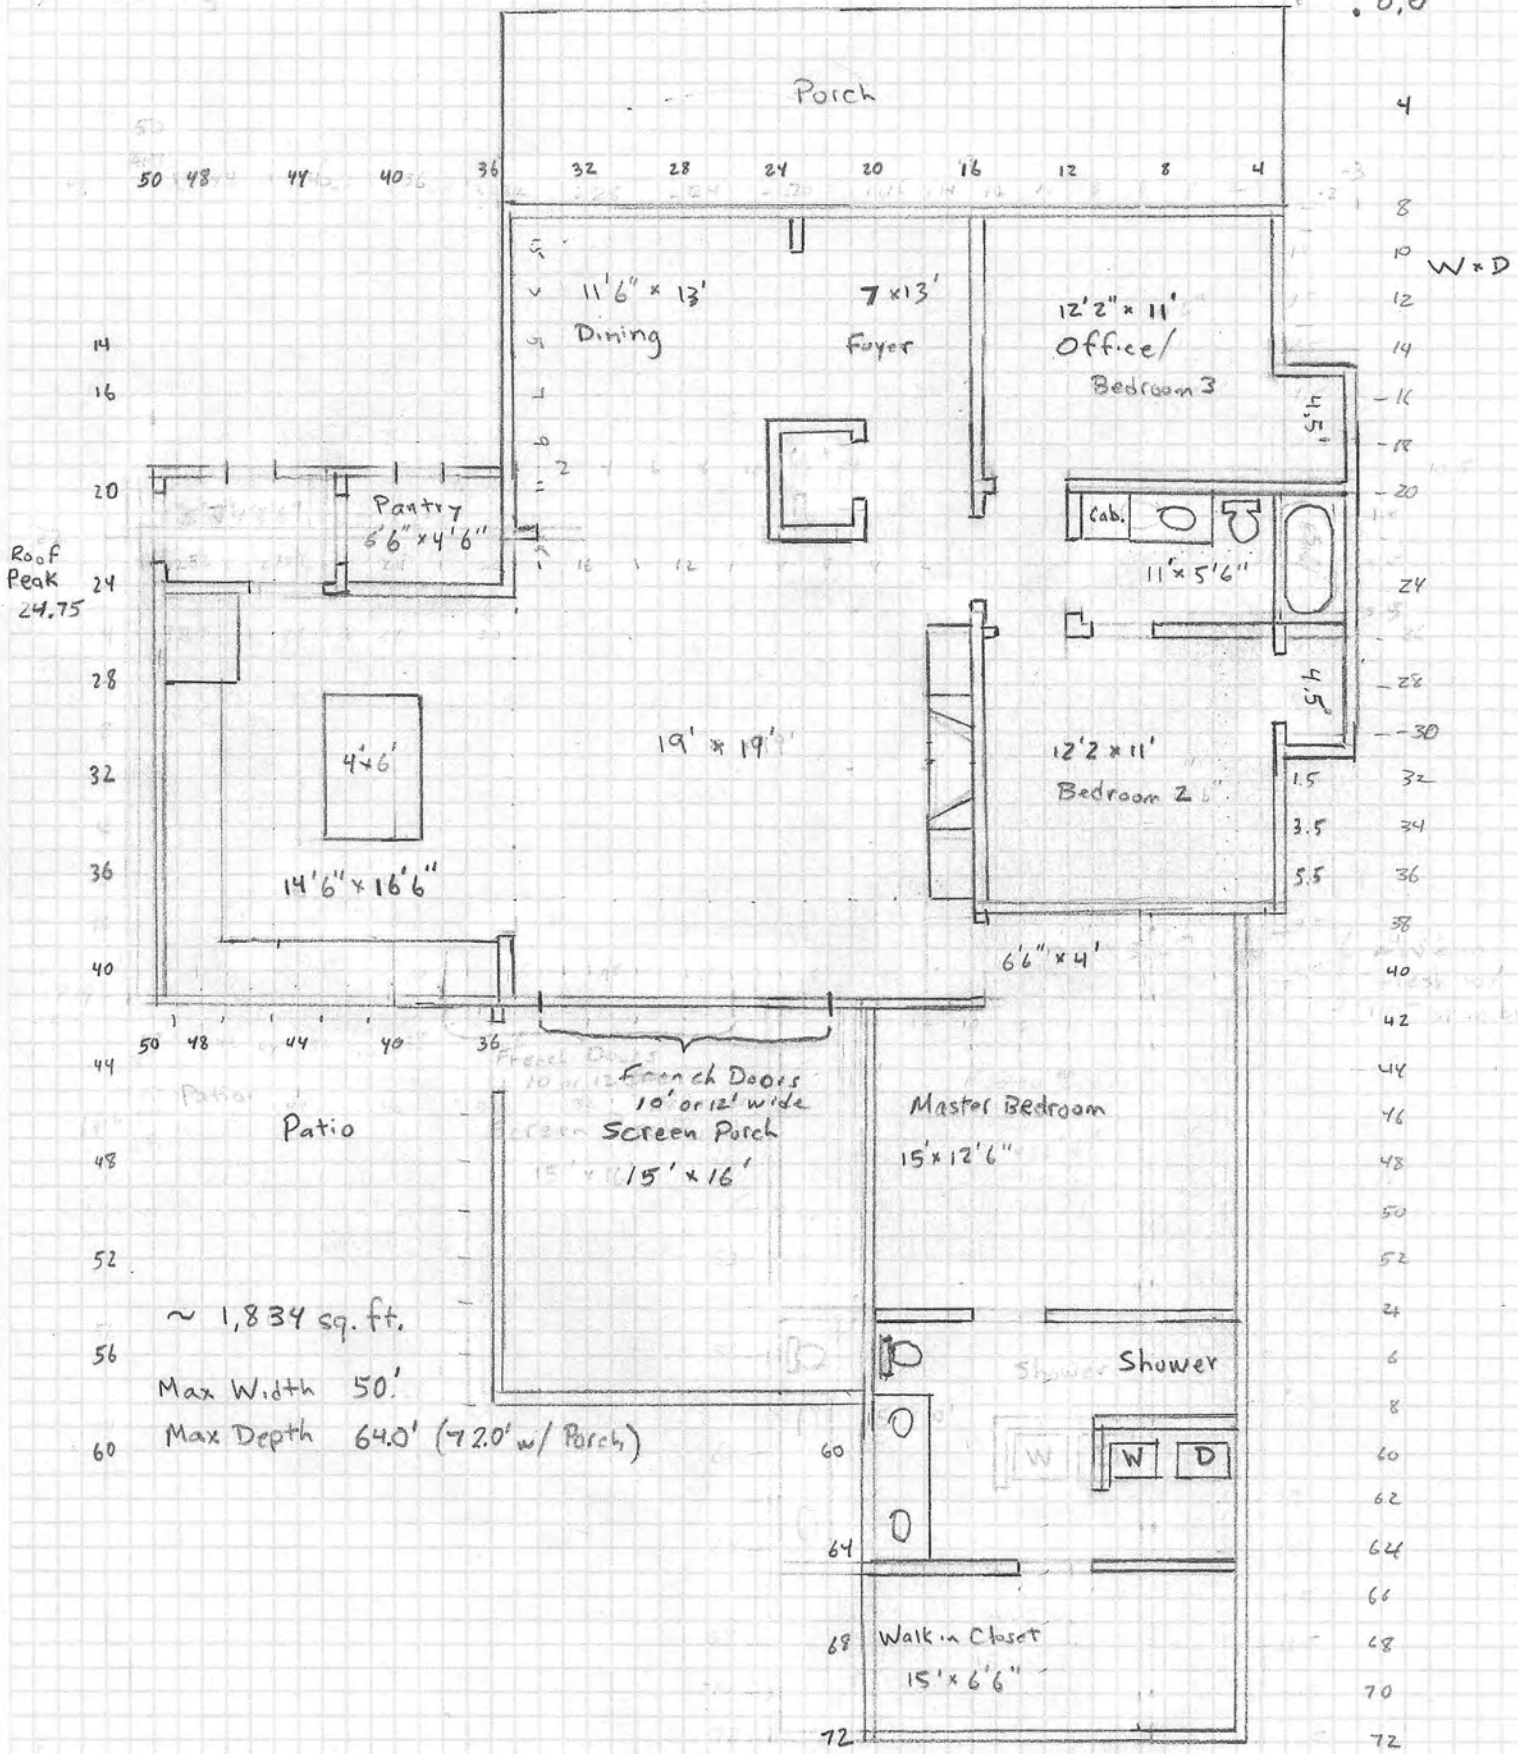 0,0
Porch
4
50 48 44 40 36 32 28 24 20 16 12 8 4
8
10
W x D
11'6" x 13'
7 x 13'
12'2" x 11'
12
Dining
Foyer
Office/
Bedroom 3
14
14
16
4.5'
-16
-18
20
Pantry
6'6" x 4'6"
Cab.
-20
11' x 5'6"
Roof
Peak
24.75
24
24
28
4.5'
-28
4'x6'
19' x 19'
12'2 x 11'
Bedroom 2
-30
32
1.5
32
3.5
34
36
14'6" x 16'6"
5.5
36
38
40
6'6" x 4'
40
42
50 48 44 40 36
44
French Doors
10' or 12' wide
44
Patio
Screen Porch
15' x 16'
Master Bedroom
15' x 12'6"
46
48
48
50
52
52
~ 1,834 sq. ft.
56
Shower
6
Max Width 50.'
8
Max Depth 64.0' (72.0' w/ Porch)
60
60
W D
60
62
64
64
66
68
Walk in Closet
15' x 6'6"
68
70
72
72